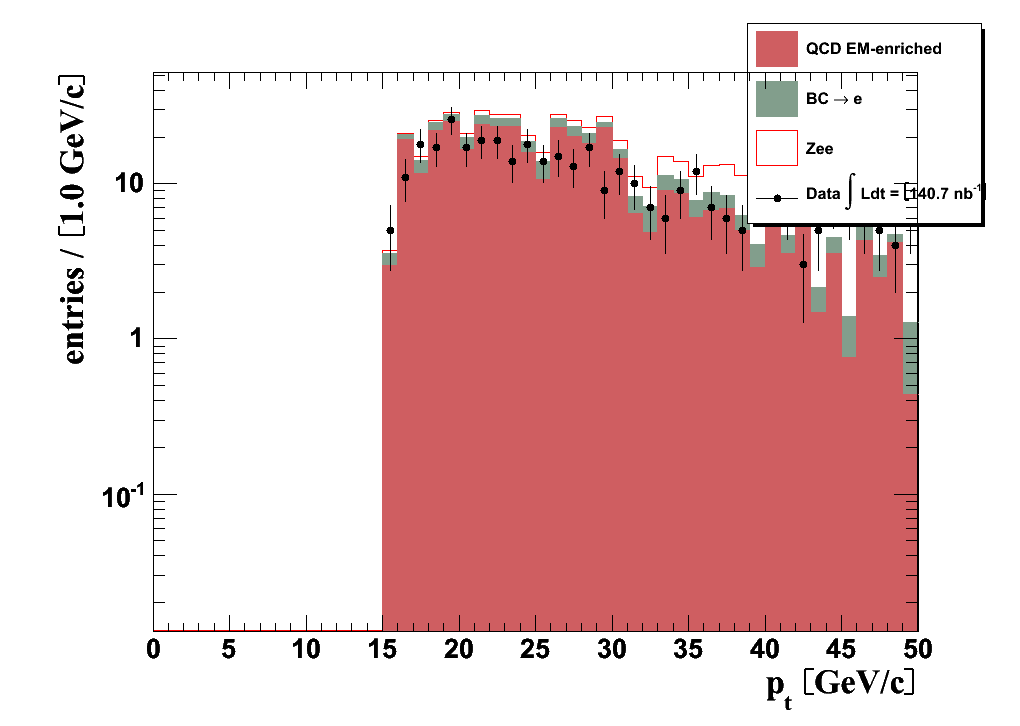 QCD EM-enriched
BC → e
Zee
Data ∫ Ldt = [140.7 nb⁻¹]
entries / [1.0 GeV/c]
10
1
10⁻¹
0 5 10 15 20 25 30 35 40 45 50
pₜ [GeV/c]